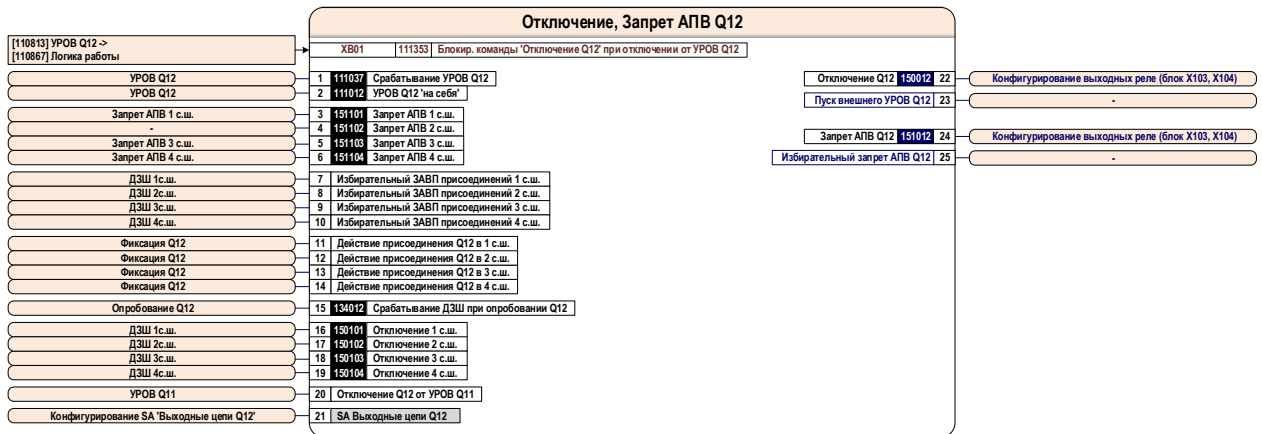 Отключение, Запрет АПВ Q12
[110813] УРОВ Q12 ->
[110867] Логика работы
XB01 111353 Блокир. команды 'Отключение Q12' при отключении от УРОВ Q12
УРОВ Q12 1 111037 Срабатывание УРОВ Q12 Отключение Q12 150012 22 Конфигурирование выходных реле (блок X103, X104)
УРОВ Q12 2 111012 УРОВ Q12 'на себя' Пуск внешнего УРОВ Q12 23 -
Запрет АПВ 1 с.ш. 3 151101 Запрет АПВ 1 с.ш.
- 4 151102 Запрет АПВ 2 с.ш. Запрет АПВ Q12 151012 24 Конфигурирование выходных реле (блок X103, X104)
Запрет АПВ 3 с.ш. 5 151103 Запрет АПВ 3 с.ш.
Запрет АПВ 4 с.ш. 6 151104 Запрет АПВ 4 с.ш. Избирательный запрет АПВ Q12 25 -
ДЗШ 1с.ш. 7 Избирательный ЗАВП присоединений 1 с.ш.
ДЗШ 2с.ш. 8 Избирательный ЗАВП присоединений 2 с.ш.
ДЗШ 3с.ш. 9 Избирательный ЗАВП присоединений 3 с.ш.
ДЗШ 4с.ш. 10 Избирательный ЗАВП присоединений 4 с.ш.
Фиксация Q12 11 Действие присоединения Q12 в 1 с.ш.
Фиксация Q12 12 Действие присоединения Q12 в 2 с.ш.
Фиксация Q12 13 Действие присоединения Q12 в 3 с.ш.
Фиксация Q12 14 Действие присоединения Q12 в 4 с.ш.
Опробование Q12 15 134012 Срабатывание ДЗШ при опробовании Q12
ДЗШ 1с.ш. 16 150101 Отключение 1 с.ш.
ДЗШ 2с.ш. 17 150102 Отключение 2 с.ш.
ДЗШ 3с.ш. 18 150103 Отключение 3 с.ш.
ДЗШ 4с.ш. 19 150104 Отключение 4 с.ш.
УРОВ Q11 20 Отключение Q12 от УРОВ Q11
Конфигурирование SA 'Выходные цепи Q12' 21 SA Выходные цепи Q12